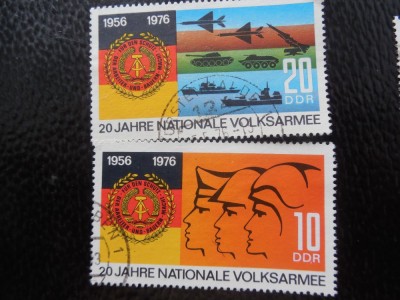 1956 1976
20
DDR
20 JAHRE NATIONALE VOLKSARMEE
1956 1976
10
DDR
20 JAHRE NATIONALE VOLKSARMEE